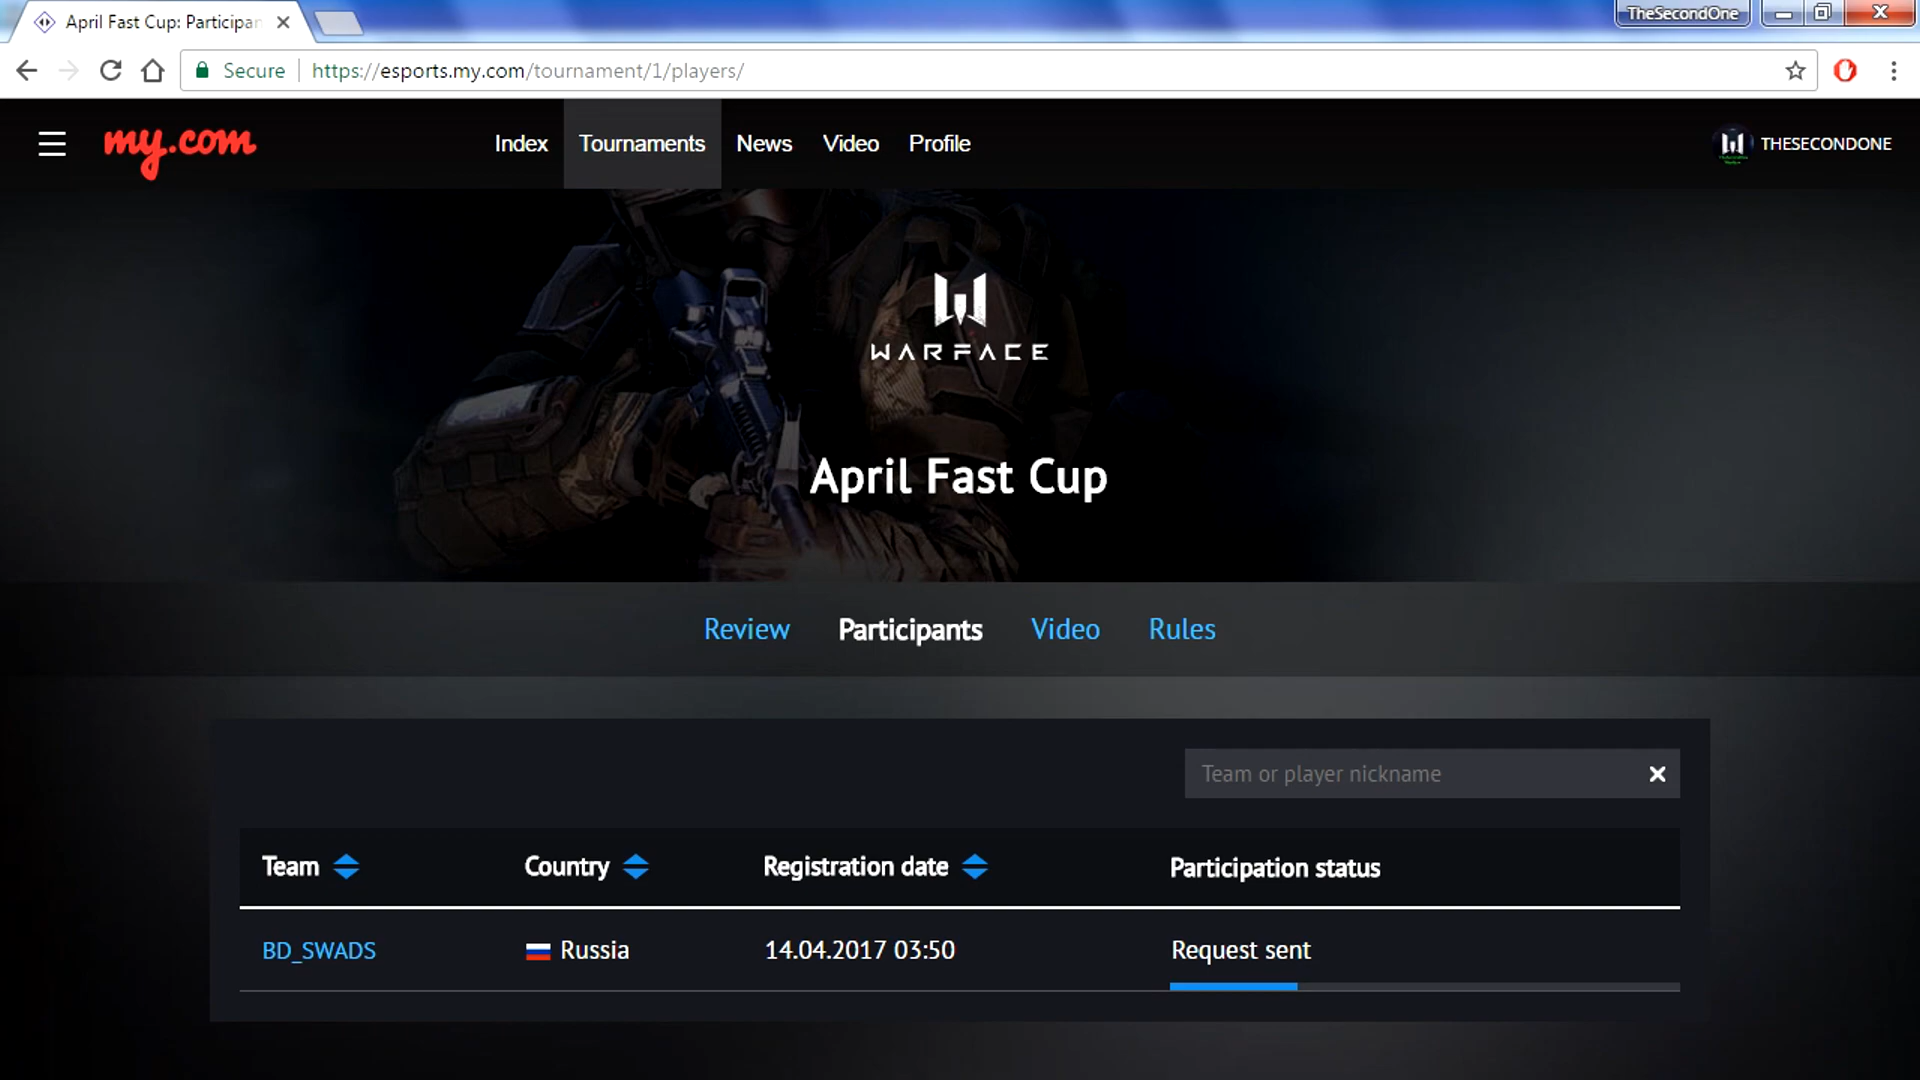 April Fast Cup: Participan
TheSecondOne
Secure https://esports.my.com/tournament/1/players/
my.com
Index
Tournaments
News
Video
Profile
THESECONDONE
WARFACE
April Fast Cup
Review
Participants
Video
Rules
Team or player nickname
Team
Country
Registration date
Participation status
BD_SWADS
Russia
14.04.2017 03:50
Request sent